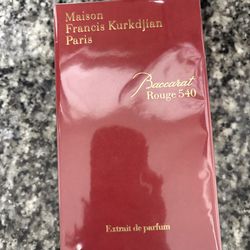 Maison
Francis Kurkdjian
Paris
Baccarat
Rouge 540
Extrait de parfum